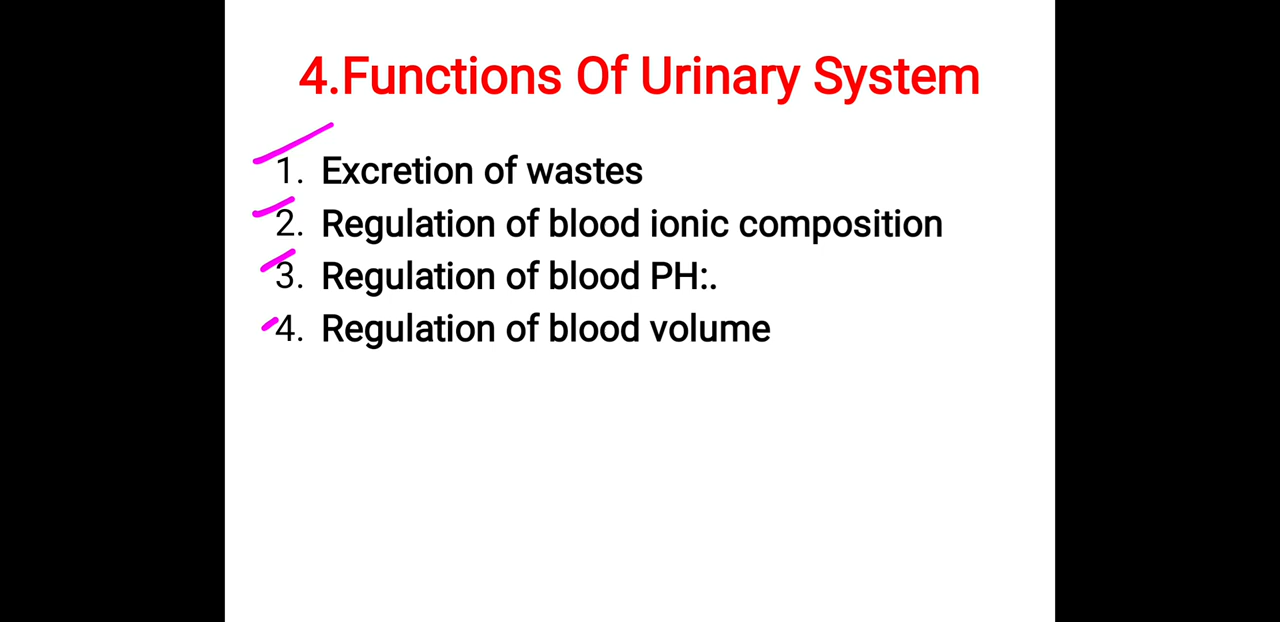 4.Functions Of Urinary System
1. Excretion of wastes
2. Regulation of blood ionic composition
3. Regulation of blood PH:.
4. Regulation of blood volume